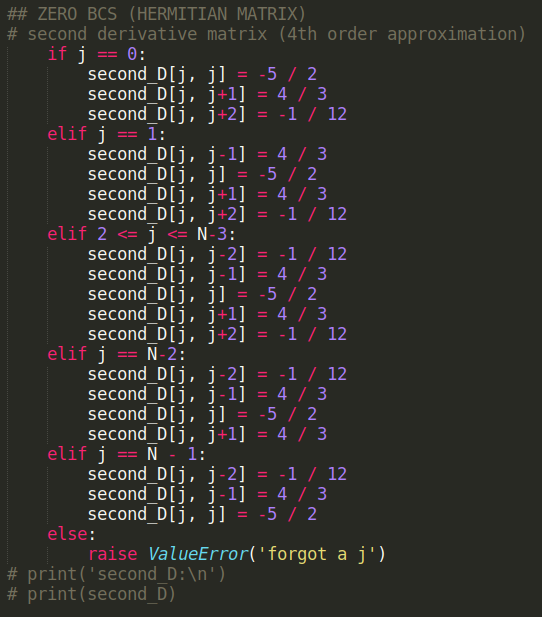 ## ZERO BCS (HERMITIAN MATRIX)
# second derivative matrix (4th order approximation)
    if j == 0:
        second_D[j, j] = -5 / 2
        second_D[j, j+1] = 4 / 3
        second_D[j, j+2] = -1 / 12
    elif j == 1:
        second_D[j, j-1] = 4 / 3
        second_D[j, j] = -5 / 2
        second_D[j, j+1] = 4 / 3
        second_D[j, j+2] = -1 / 12
    elif 2 <= j <= N-3:
        second_D[j, j-2] = -1 / 12
        second_D[j, j-1] = 4 / 3
        second_D[j, j] = -5 / 2
        second_D[j, j+1] = 4 / 3
        second_D[j, j+2] = -1 / 12
    elif j == N-2:
        second_D[j, j-2] = -1 / 12
        second_D[j, j-1] = 4 / 3
        second_D[j, j] = -5 / 2
        second_D[j, j+1] = 4 / 3
    elif j == N - 1:
        second_D[j, j-2] = -1 / 12
        second_D[j, j-1] = 4 / 3
        second_D[j, j] = -5 / 2
    else:
        raise ValueError('forgot a j')
# print('second_D:\n')
# print(second_D)